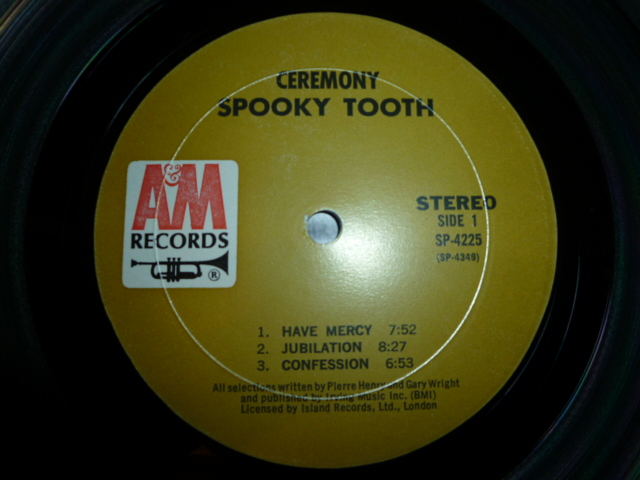 CEREMONY
SPOOKY TOOTH
A&M
RECORDS
®
STEREO
SIDE 1
SP-4225
(SP-4349)
1. HAVE MERCY 7:52
2. JUBILATION 8:27
3. CONFESSION 6:53
All selections written by Pierre Henry and Gary Wright
and published by Irving Music Inc. (BMI)
Licensed by Island Records, Ltd., London